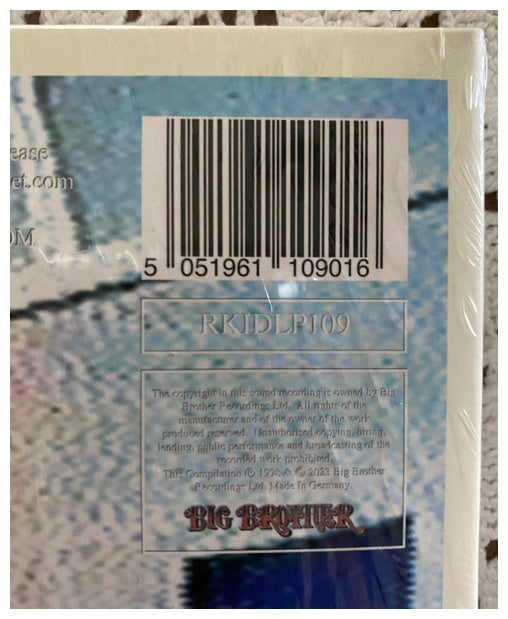 ease
et.com
OM
5 051961 109016
RKIDLP109
The copyright in this sound recording is owned by Big
Brother Recordings Ltd. All rights of the
manufacturer and of the owner of the work
produced reserved. Unauthorised copying, hiring,
lending, public performance and broadcasting of the
recorded work prohibited.
This Compilation ℗ 1998 & © 2023 Big Brother
Recordings Ltd. Made In Germany.
BIG BROTHER